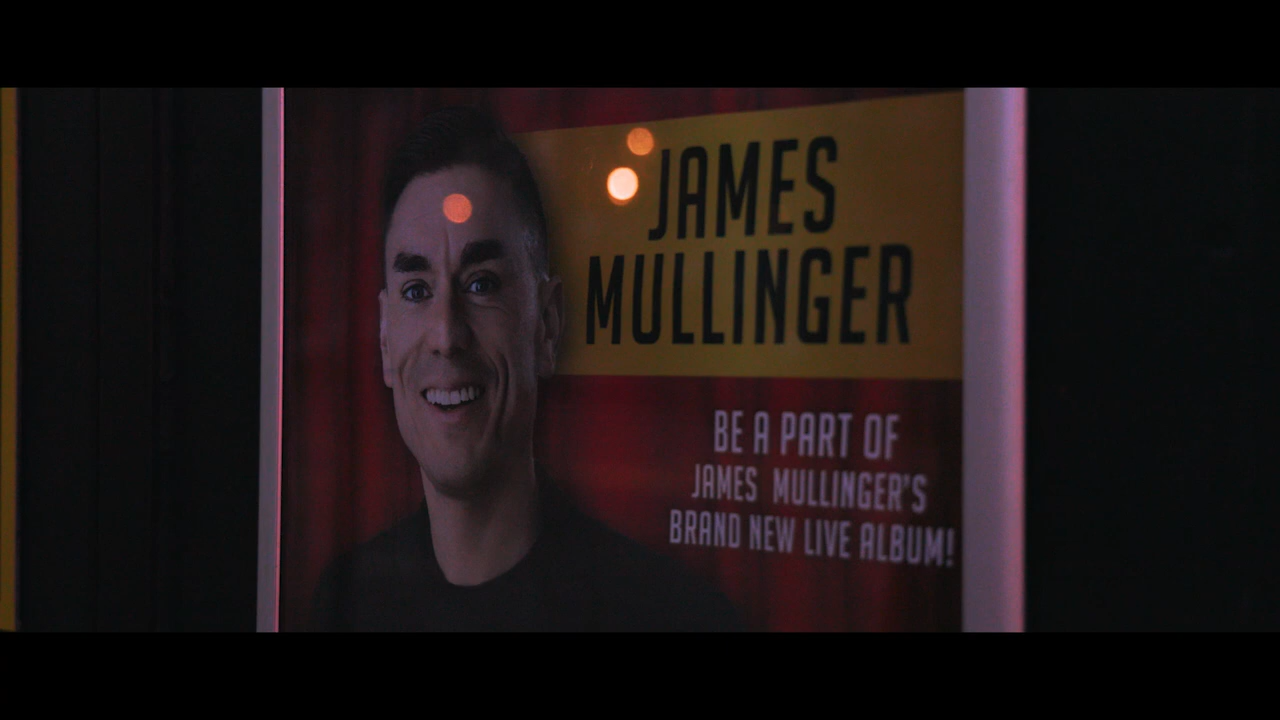 JAMES
MULLINGER
BE A PART OF
JAMES MULLINGER'S
BRAND NEW LIVE ALBUM!